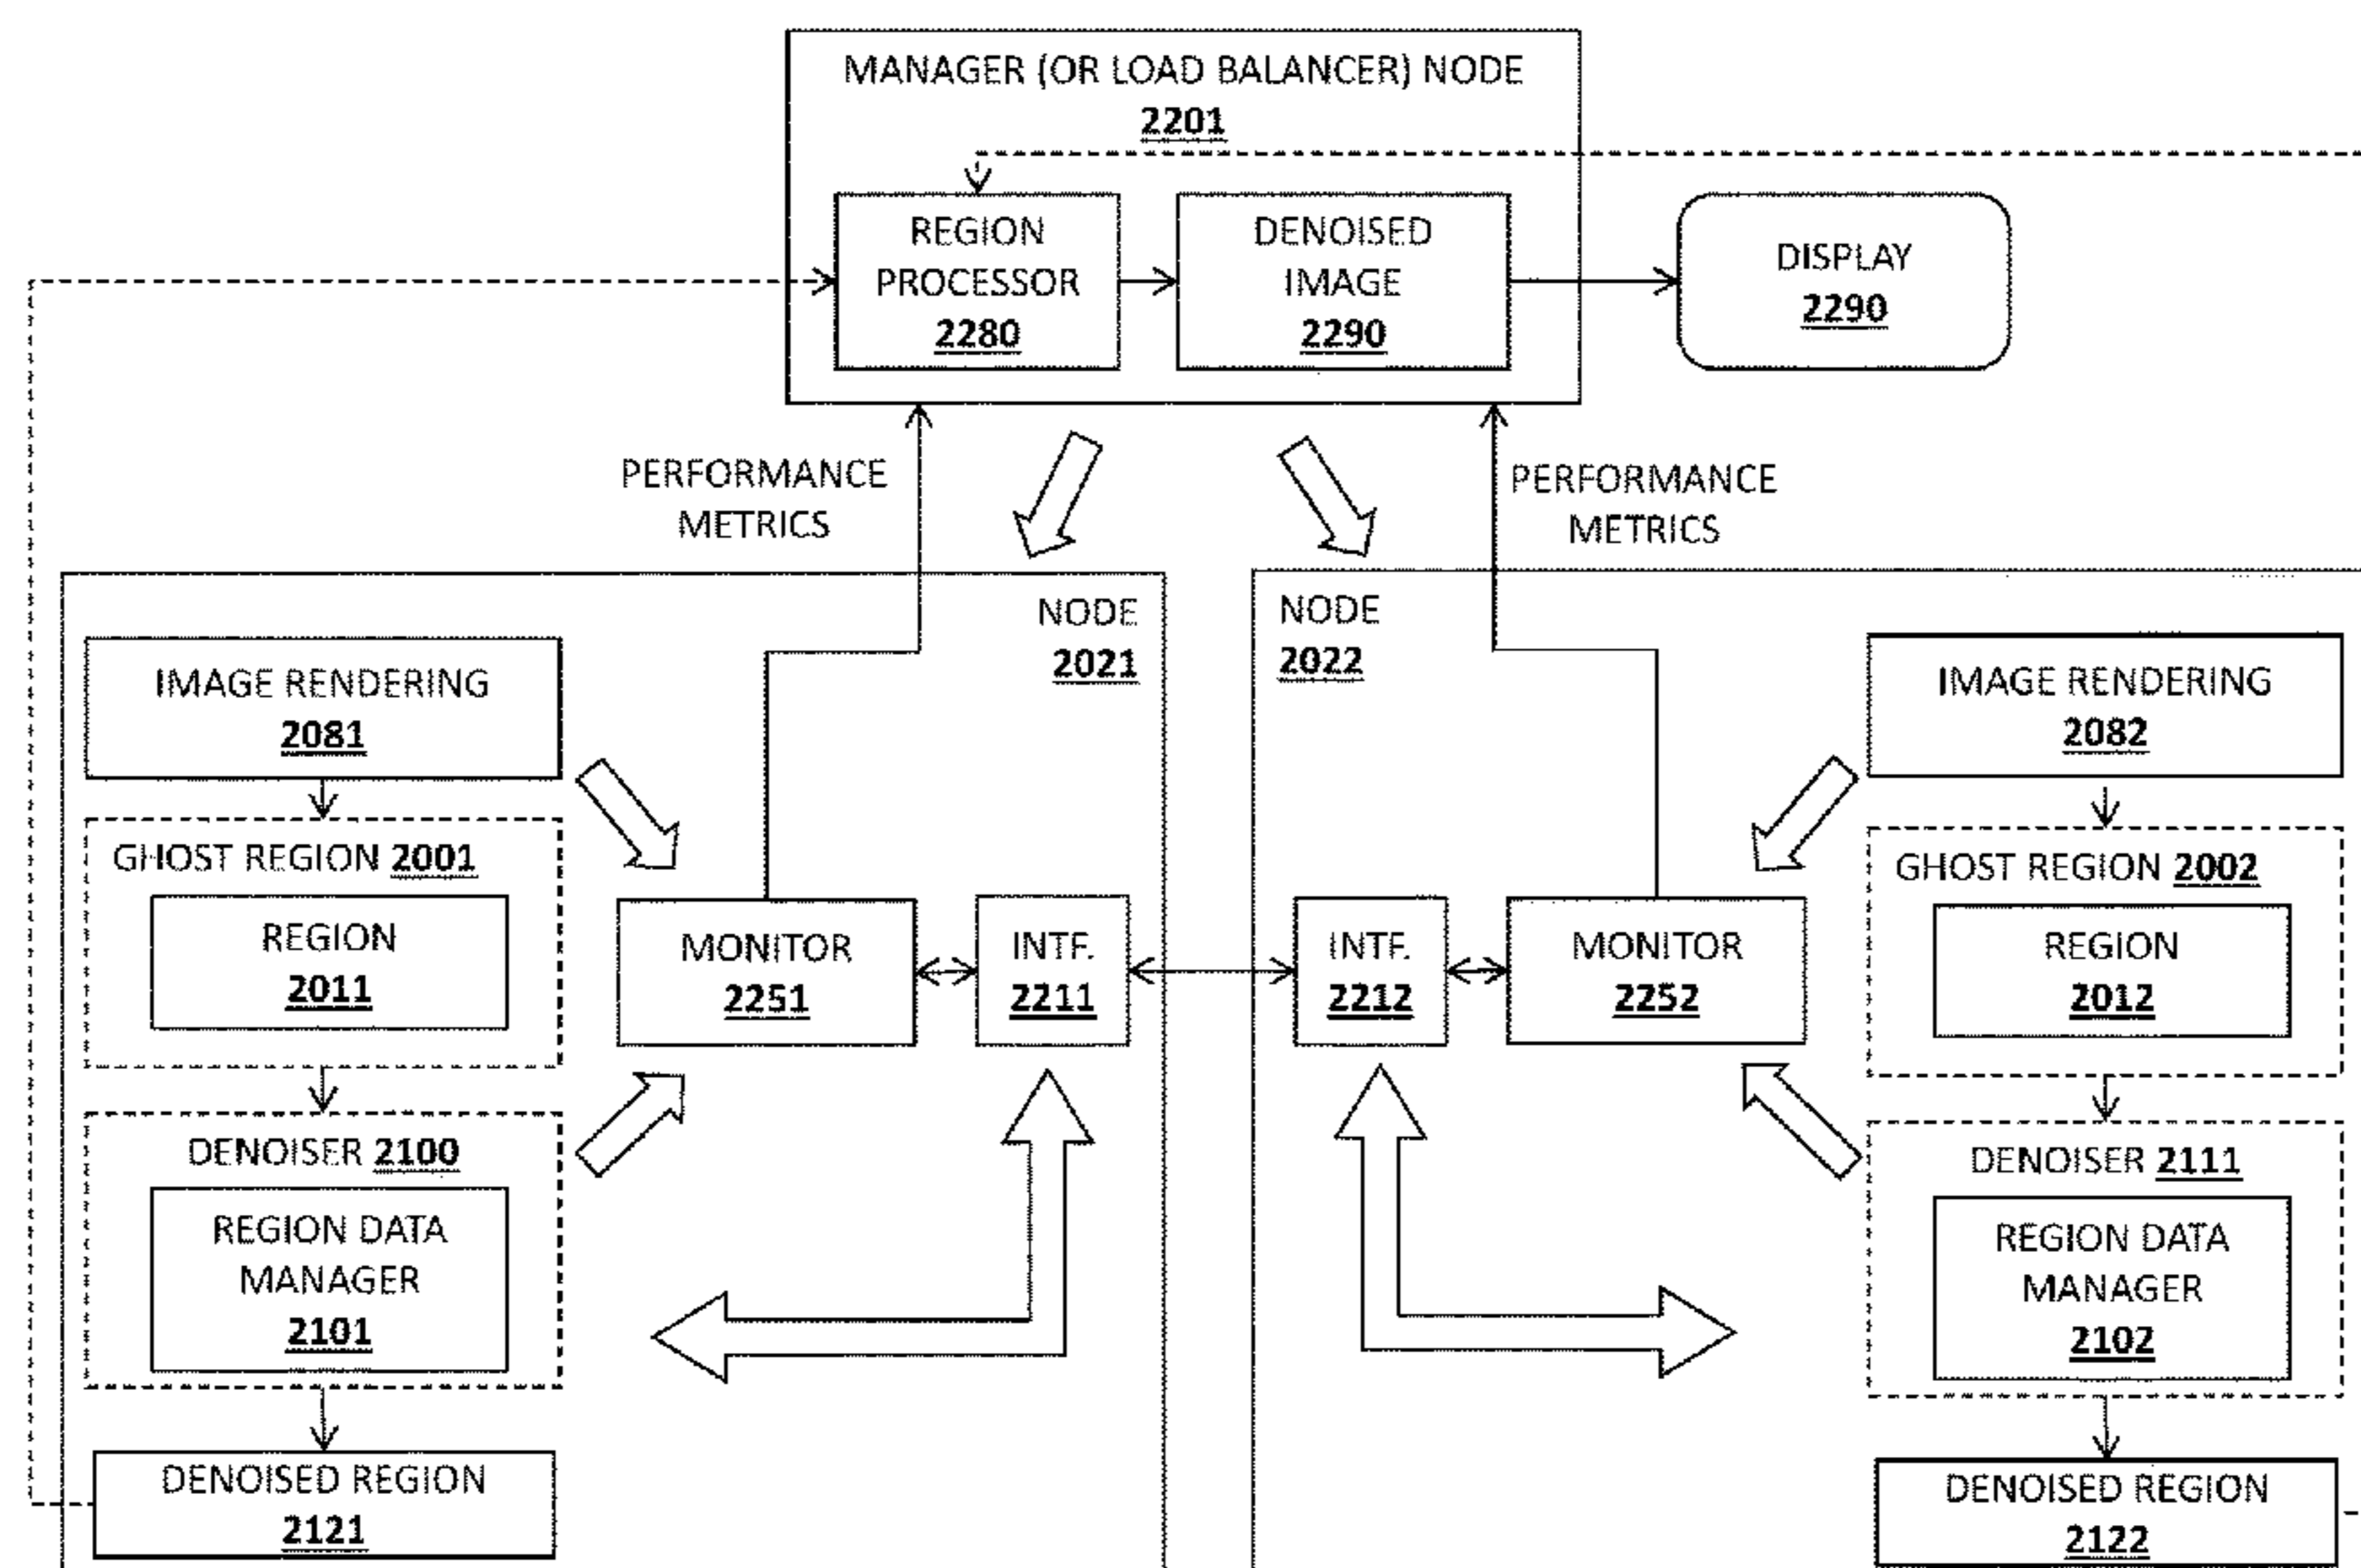 MANAGER (OR LOAD BALANCER) NODE
2201
REGION
PROCESSOR
2280
DENOISED
IMAGE
2290
DISPLAY
2290
PERFORMANCE
METRICS
PERFORMANCE
METRICS
NODE
2021
IMAGE RENDERING
2081
GHOST REGION 2001
REGION
2011
MONITOR
2251
INTF.
2211
DENOISER 2100
REGION DATA
MANAGER
2101
DENOISED REGION
2121
NODE
2022
IMAGE RENDERING
2082
GHOST REGION 2002
REGION
2012
INTF.
2212
MONITOR
2252
DENOISER 2111
REGION DATA
MANAGER
2102
DENOISED REGION
2122